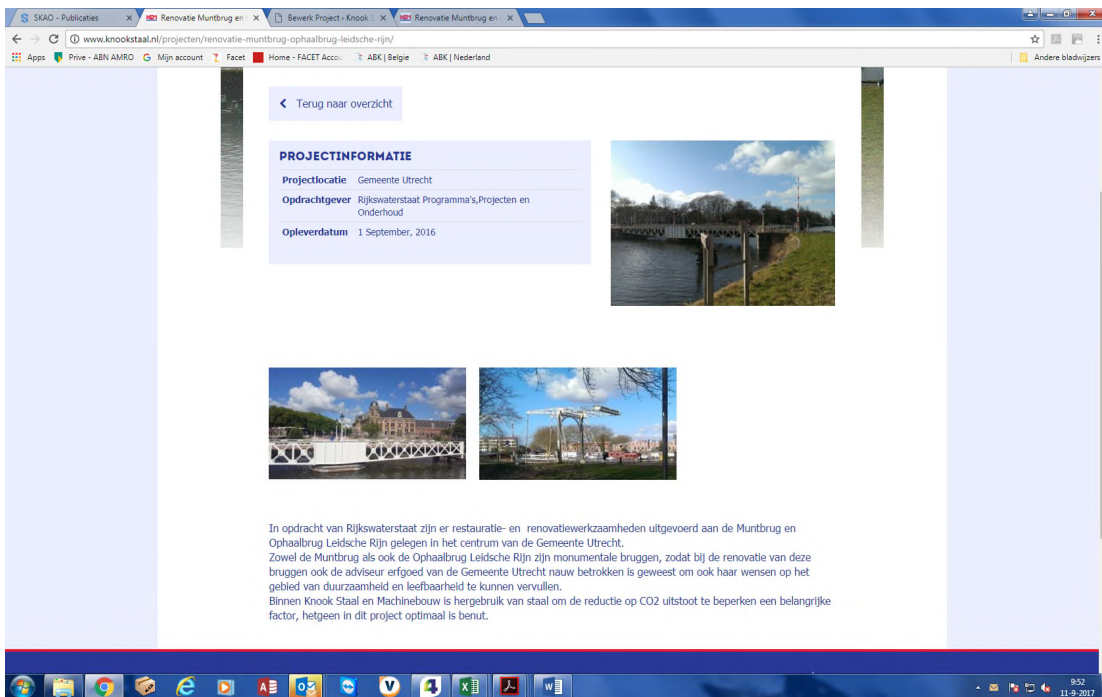 SKAO - Publicaties
Renovatie Muntbrug en
Bewerk Project ‹ Knook S
Renovatie Muntbrug en
www.knookstaal.nl/projecten/renovatie-muntbrug-ophaalbrug-leidsche-rijn/
Apps Prive - ABN AMRO Mijn account Facet Home - FACET Accou ABK | Belgie ABK | Nederland Andere bladwijzers
Terug naar overzicht
PROJECTINFORMATIE
Projectlocatie Gemeente Utrecht
Opdrachtgever Rijkswaterstaat Programma's,Projecten en
Onderhoud
Opleverdatum 1 September, 2016
In opdracht van Rijkswaterstaat zijn er restauratie- en renovatiewerkzaamheden uitgevoerd aan de Muntbrug en
Ophaalbrug Leidsche Rijn gelegen in het centrum van de Gemeente Utrecht.
Zowel de Muntbrug als ook de Ophaalbrug Leidsche Rijn zijn monumentale bruggen, zodat bij de renovatie van deze
bruggen ook de adviseur erfgoed van de Gemeente Utrecht nauw betrokken is geweest om ook haar wensen op het
gebied van duurzaamheid en leefbaarheid te kunnen vervullen.
Binnen Knook Staal en Machinebouw is hergebruik van staal om de reductie op CO2 uitstoot te beperken een belangrijke
factor, hetgeen in dit project optimaal is benut.
9:52
11-9-2017